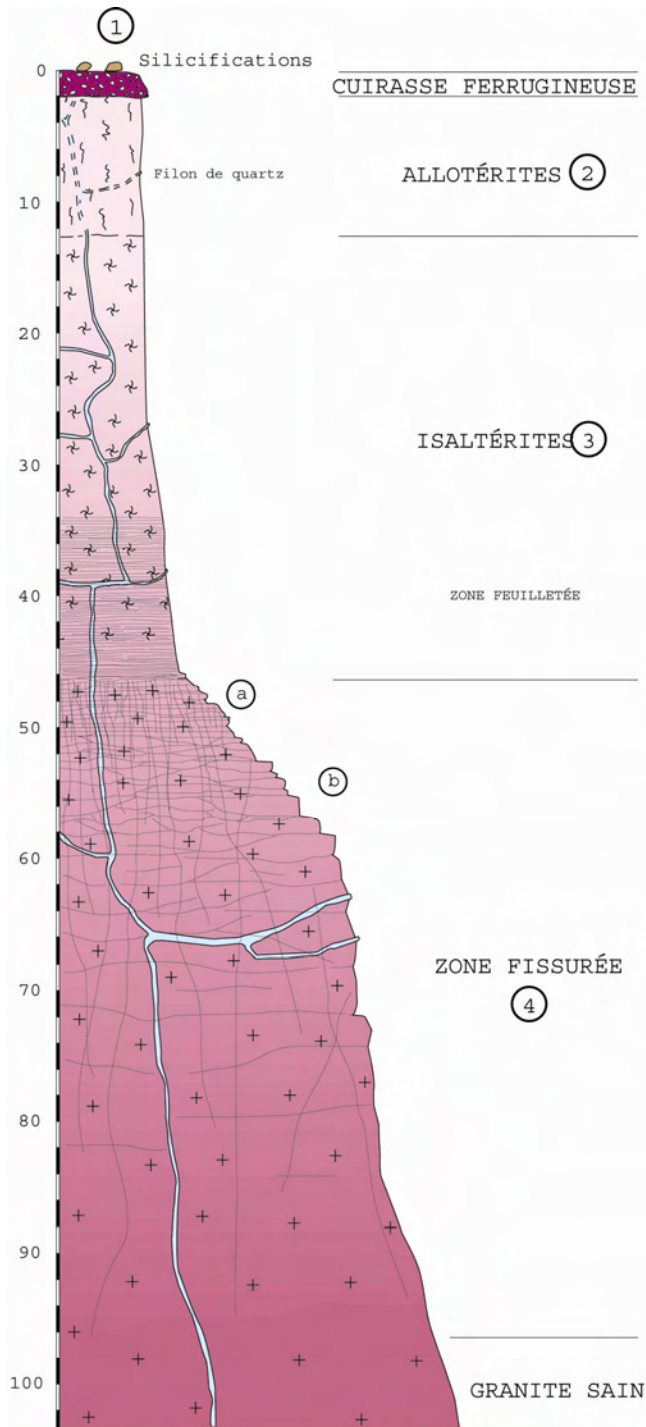 1
Silicifications
0
CUIRASSE FERRUGINEUSE
Filon de quartz
ALLOTÉRITES 2
10
20
ISALTÉRITES 3
30
40
ZONE FEUILLETÉE
a
50
b
60
ZONE FISSURÉE
4
70
80
90
100
GRANITE SAIN